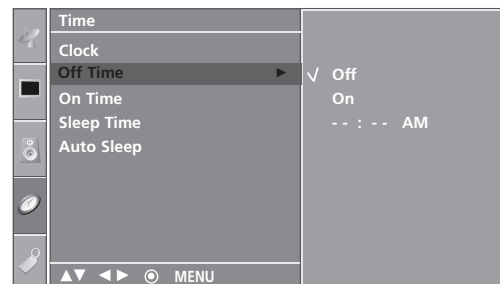 Time
Clock
Off Time ►
On Time
Sleep Time
Auto Sleep
√ Off
On
- - : - - AM
▲▼ ◄► ⦿ MENU